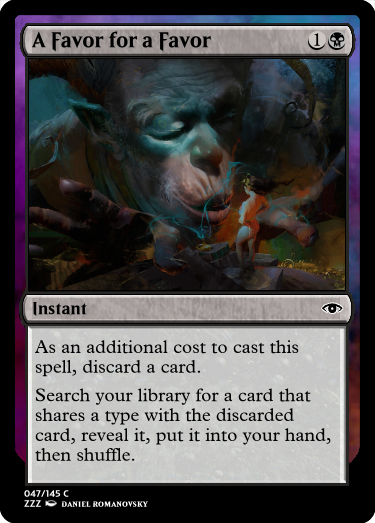 A Favor for a Favor 1
Instant
As an additional cost to cast this
spell, discard a card.
Search your library for a card that
shares a type with the discarded
card, reveal it, put it into your hand,
then shuffle.
047/145 C
ZZZ DANIEL ROMANOVSKY